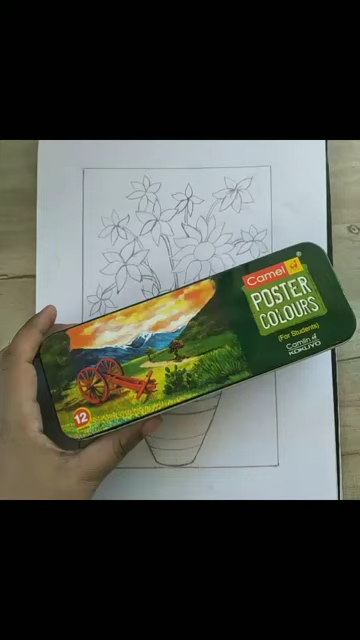 Camel
POSTER
COLOURS
(For Students)
Camlin
KOKUYO
12